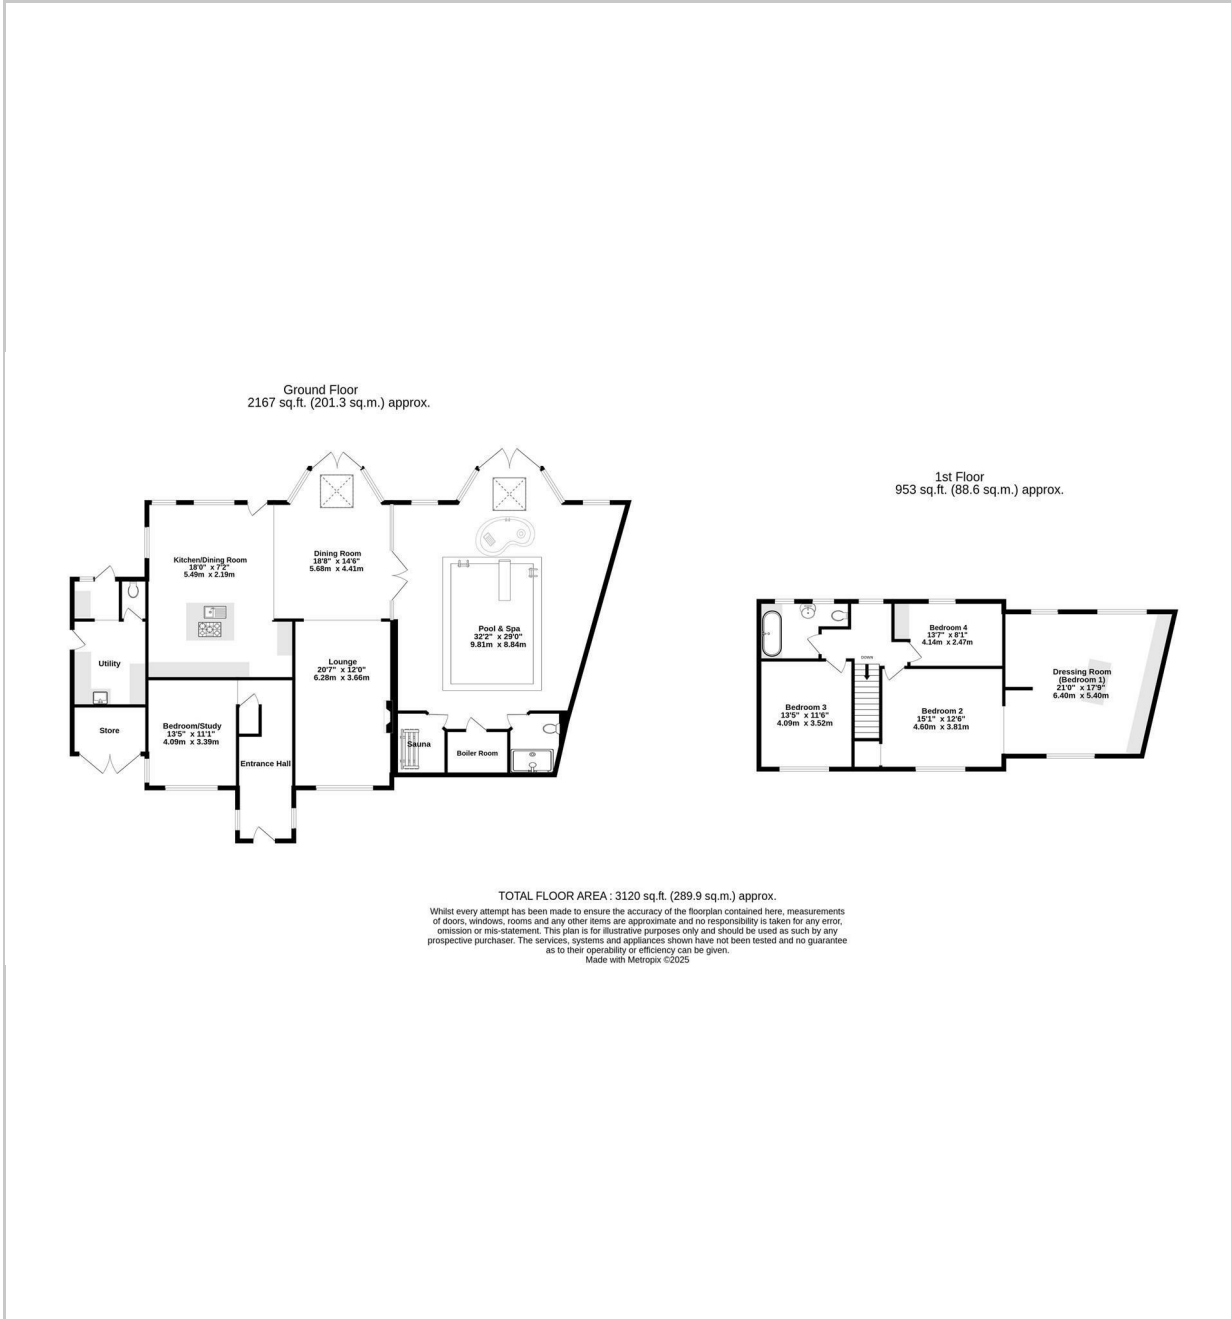 Ground Floor
2167 sq.ft. (201.3 sq.m.) approx.
Kitchen/Dining Room
18'0" x 7'2"
5.49m x 2.19m
Dining Room
18'8" x 14'6"
5.68m x 4.41m
Pool & Spa
32'2" x 29'0"
9.81m x 8.84m
Utility
Lounge
20'7" x 12'0"
6.28m x 3.66m
Store
Bedroom/Study
13'5" x 11'1"
4.09m x 3.39m
Entrance Hall
Sauna
Boiler Room
1st Floor
953 sq.ft. (88.6 sq.m.) approx.
Bedroom 4
13'7" x 8'1"
4.14m x 2.47m
DOWN
Dressing Room
(Bedroom 1)
21'0" x 17'9"
6.40m x 5.40m
Bedroom 3
13'5" x 11'6"
4.09m x 3.52m
Bedroom 2
15'1" x 12'6"
4.60m x 3.81m
TOTAL FLOOR AREA : 3120 sq.ft. (289.9 sq.m.) approx.
Whilst every attempt has been made to ensure the accuracy of the floorplan contained here, measurements
of doors, windows, rooms and any other items are approximate and no responsibility is taken for any error,
omission or mis-statement. This plan is for illustrative purposes only and should be used as such by any
prospective purchaser. The services, systems and appliances shown have not been tested and no guarantee
as to their operability or efficiency can be given.
Made with Metropix ©2025